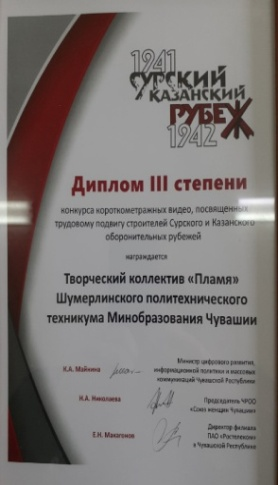 1941
СУРСКИЙ
КАЗАНСКИЙ
РУБЕЖ
1942
Диплом III степени
конкурса короткометражных видео, посвященных
трудовому подвигу строителей Сурского и Казанского
оборонительных рубежей
награждается
Творческий коллектив «Пламя»
Шумерлинского политехнического
техникума Минобразования Чувашии
К.А. Майнина
Министр цифрового развития,
информационной политики и массовых
коммуникаций Чувашской Республики
Н.А. Николаева
Председатель ЧРОО
«Союз женщин Чувашии»
Е.Н. Макогонов
Директор филиала
ПАО «Ростелеком»
в Чувашской Республике